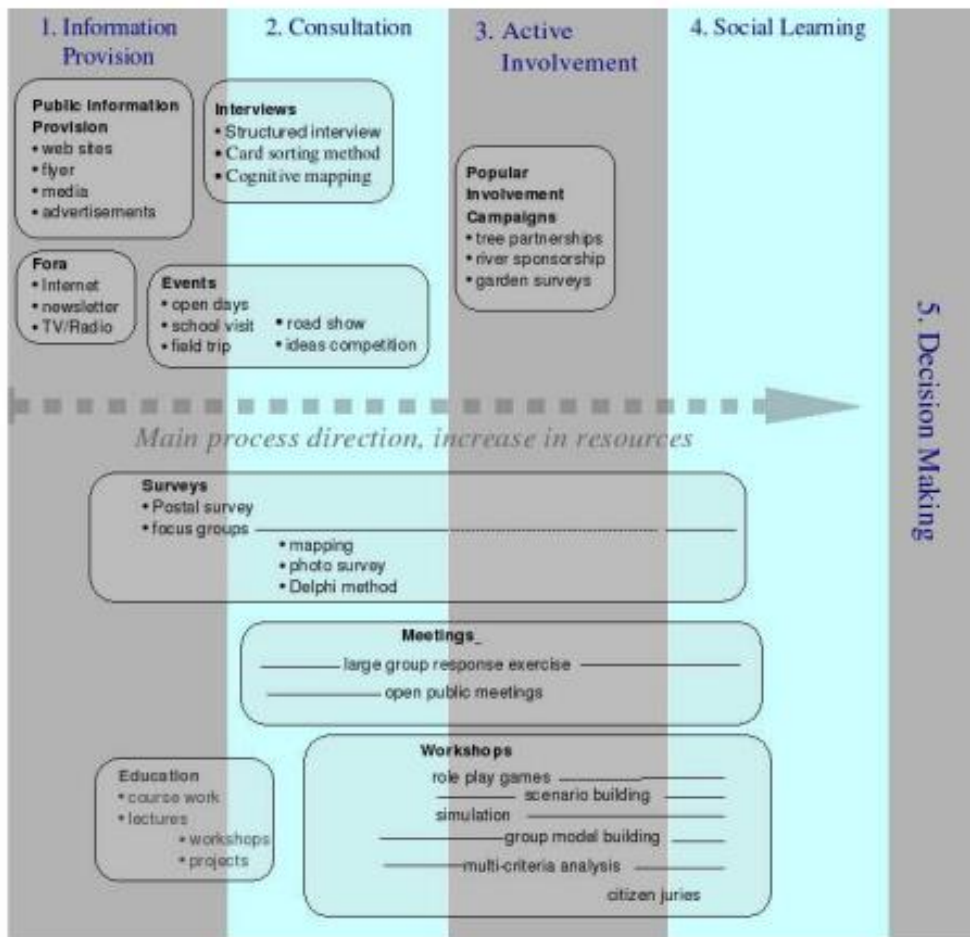 1. Information
Provision
2. Consultation
3. Active
Involvement
4. Social Learning
Public Information
Provision
• web sites
• flyer
• media
• advertisements
Interviews
• Structured interview
• Card sorting method
• Cognitive mapping
Popular
Involvement
Campaigns
• tree partnerships
• river sponsorship
• garden surveys
Fora
• Internet
• newsletter
• TV/Radio
Events
• open days
• school visit
• field trip
• road show
• ideas competition
5. Decision Making
Main process direction, increase in resources
Surveys
• Postal survey
• focus groups
• mapping
• photo survey
• Delphi method
Meetings_
large group response exercise
open public meetings
Workshops
role play games
scenario building
simulation
group model building
multi-criteria analysis
citizen juries
Education
• course work
• lectures
• workshops
• projects